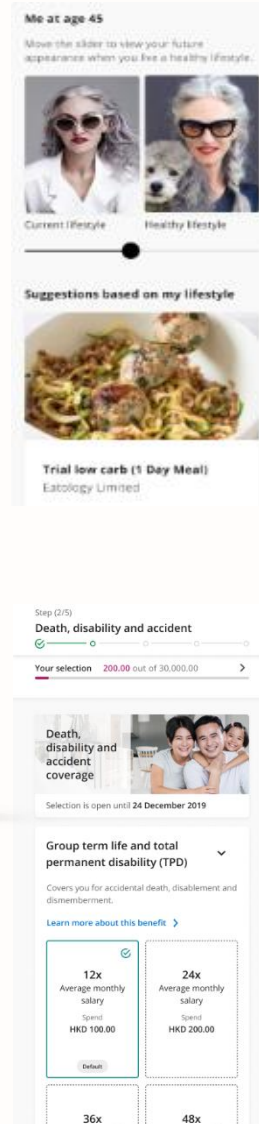 Me at age 45
Move the slider to view your future
appearance when you live a healthy lifestyle.
Current lifestyle
Healthy lifestyle
Suggestions based on my lifestyle
Trial low carb (1 Day Meal)
Eatology Limited
Step (2/5)
Death, disability and accident
Your selection 200.00 out of 30,000.00
Death,
disability and
accident
coverage
Selection is open until 24 December 2019
Group term life and total
permanent disability (TPD)
Covers you for accidental death, disablement and
dismemberment.
Learn more about this benefit
12x
Average monthly
salary
Spend
HKD 100.00
Default
24x
Average monthly
salary
Spend
HKD 200.00
36x
48x